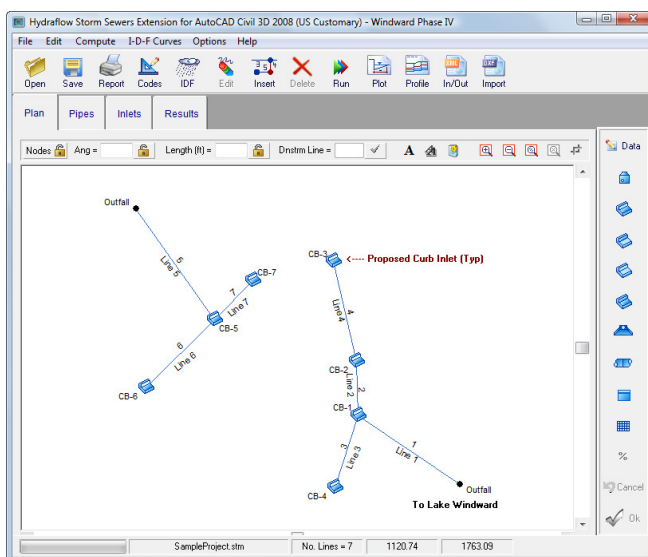 Hydraflow Storm Sewers Extension for AutoCAD Civil 3D 2008 (US Customary) - Windward Phase IV
File Edit Compute I-D-F Curves Options Help
Open Save Report Codes IDF Edit Insert Delete Run Plot Profile In/Out Import
Plan Pipes Inlets Results
Nodes Ang = Length (ft) = Dnstrm Line = A
Data
Outfall
CB-3 <---- Proposed Curb Inlet (Typ)
5
Line 5
CB-7
7
Line 7
4
Line 4
CB-5
6
Line 6
CB-2
2
Line 2
CB-6
CB-1
1
Line 1
3
Line 3
CB-4
Outfall
To Lake Windward
%
Cancel
Ok
SampleProject.stm No. Lines = 7 1120.74 1763.09